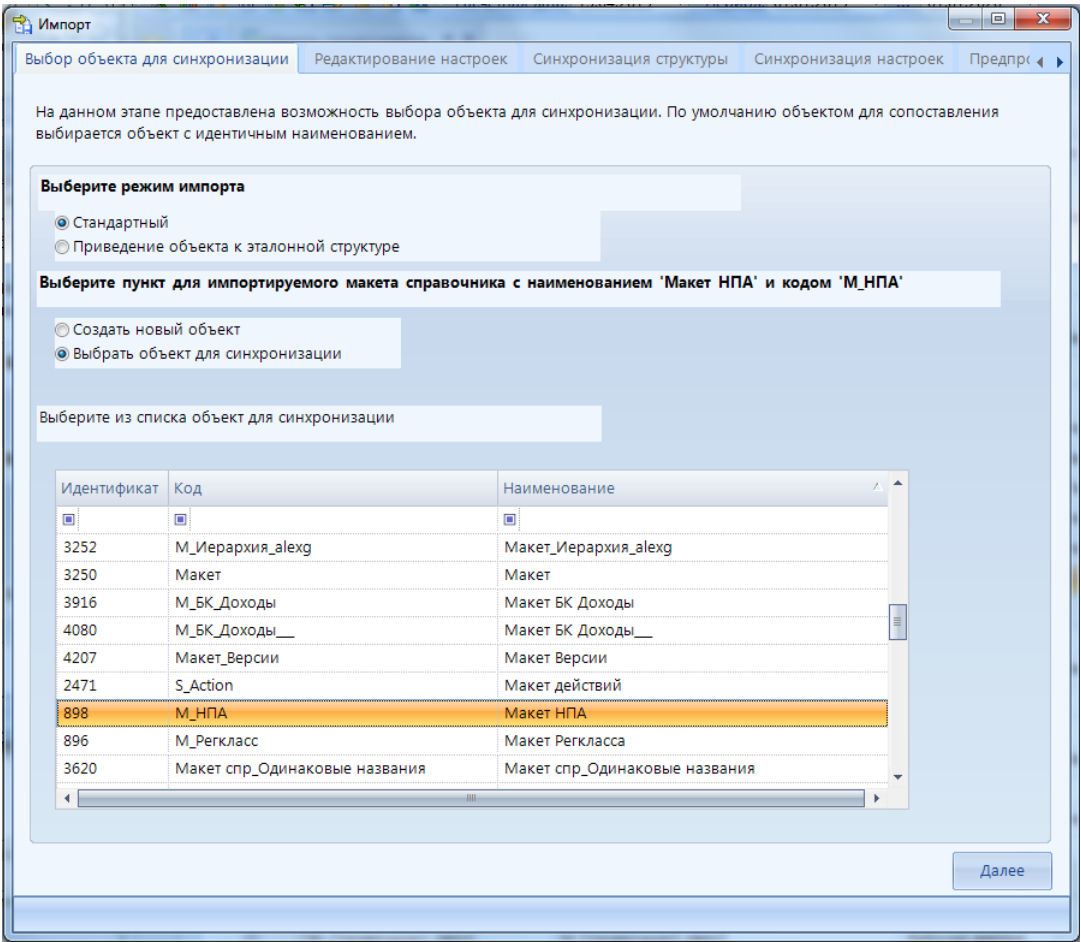 Импорт
Выбор объекта для синхронизации Редактирование настроек Синхронизация структуры Синхронизация настроек Предпрс
На данном этапе предоставлена возможность выбора объекта для синхронизации. По умолчанию объектом для сопоставления
выбирается объект с идентичным наименованием.
Выберите режим импорта
Стандартный
Приведение объекта к эталонной структуре
Выберите пункт для импортируемого макета справочника с наименованием 'Макет НПА' и кодом 'М_НПА'
Создать новый объект
Выбрать объект для синхронизации
Выберите из списка объект для синхронизации
Идентификат Код Наименование
3252 М_Иерархия_alexg Макет_Иерархия_alexg
3250 Макет Макет
3916 М_БК_Доходы Макет БК Доходы
4080 М_БК_Доходы__ Макет БК Доходы__
4207 Макет_Версии Макет Версии
2471 S_Action Макет действий
898 М_НПА Макет НПА
896 М_Регкласс Макет Регкласса
3620 Макет спр_Одинаковые названия Макет спр_Одинаковые названия
Далее